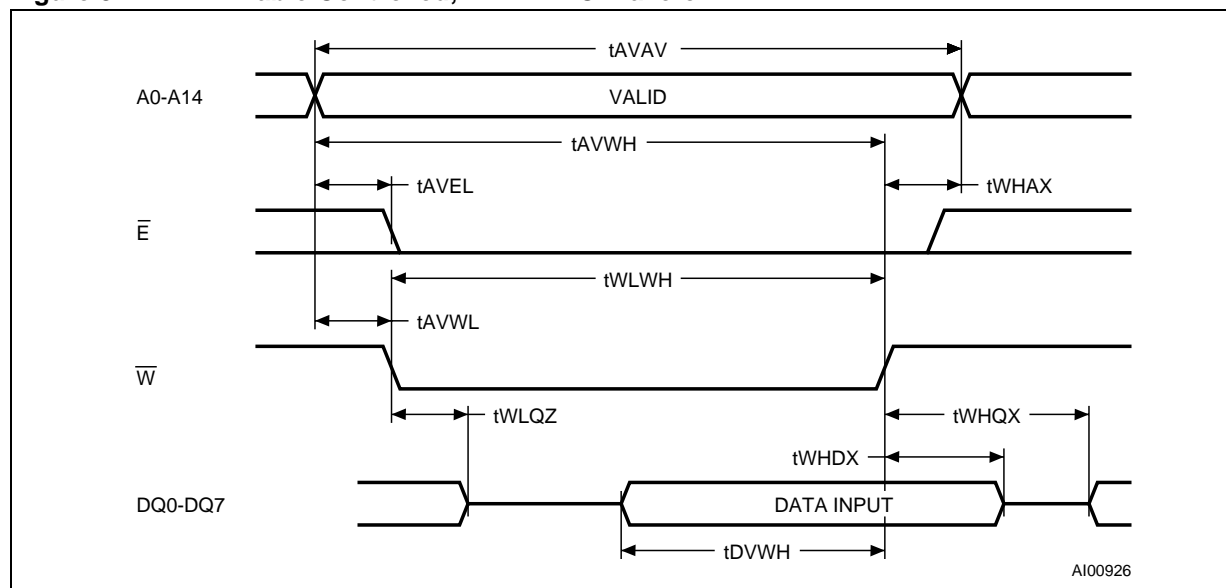 tAVAV
A0-A14
VALID
tAVWH
tAVEL
tWHAX
E̅
tWLWH
tAVWL
W̅
tWLQZ
tWHQX
tWHDX
DQ0-DQ7
DATA INPUT
tDVWH
AI00926